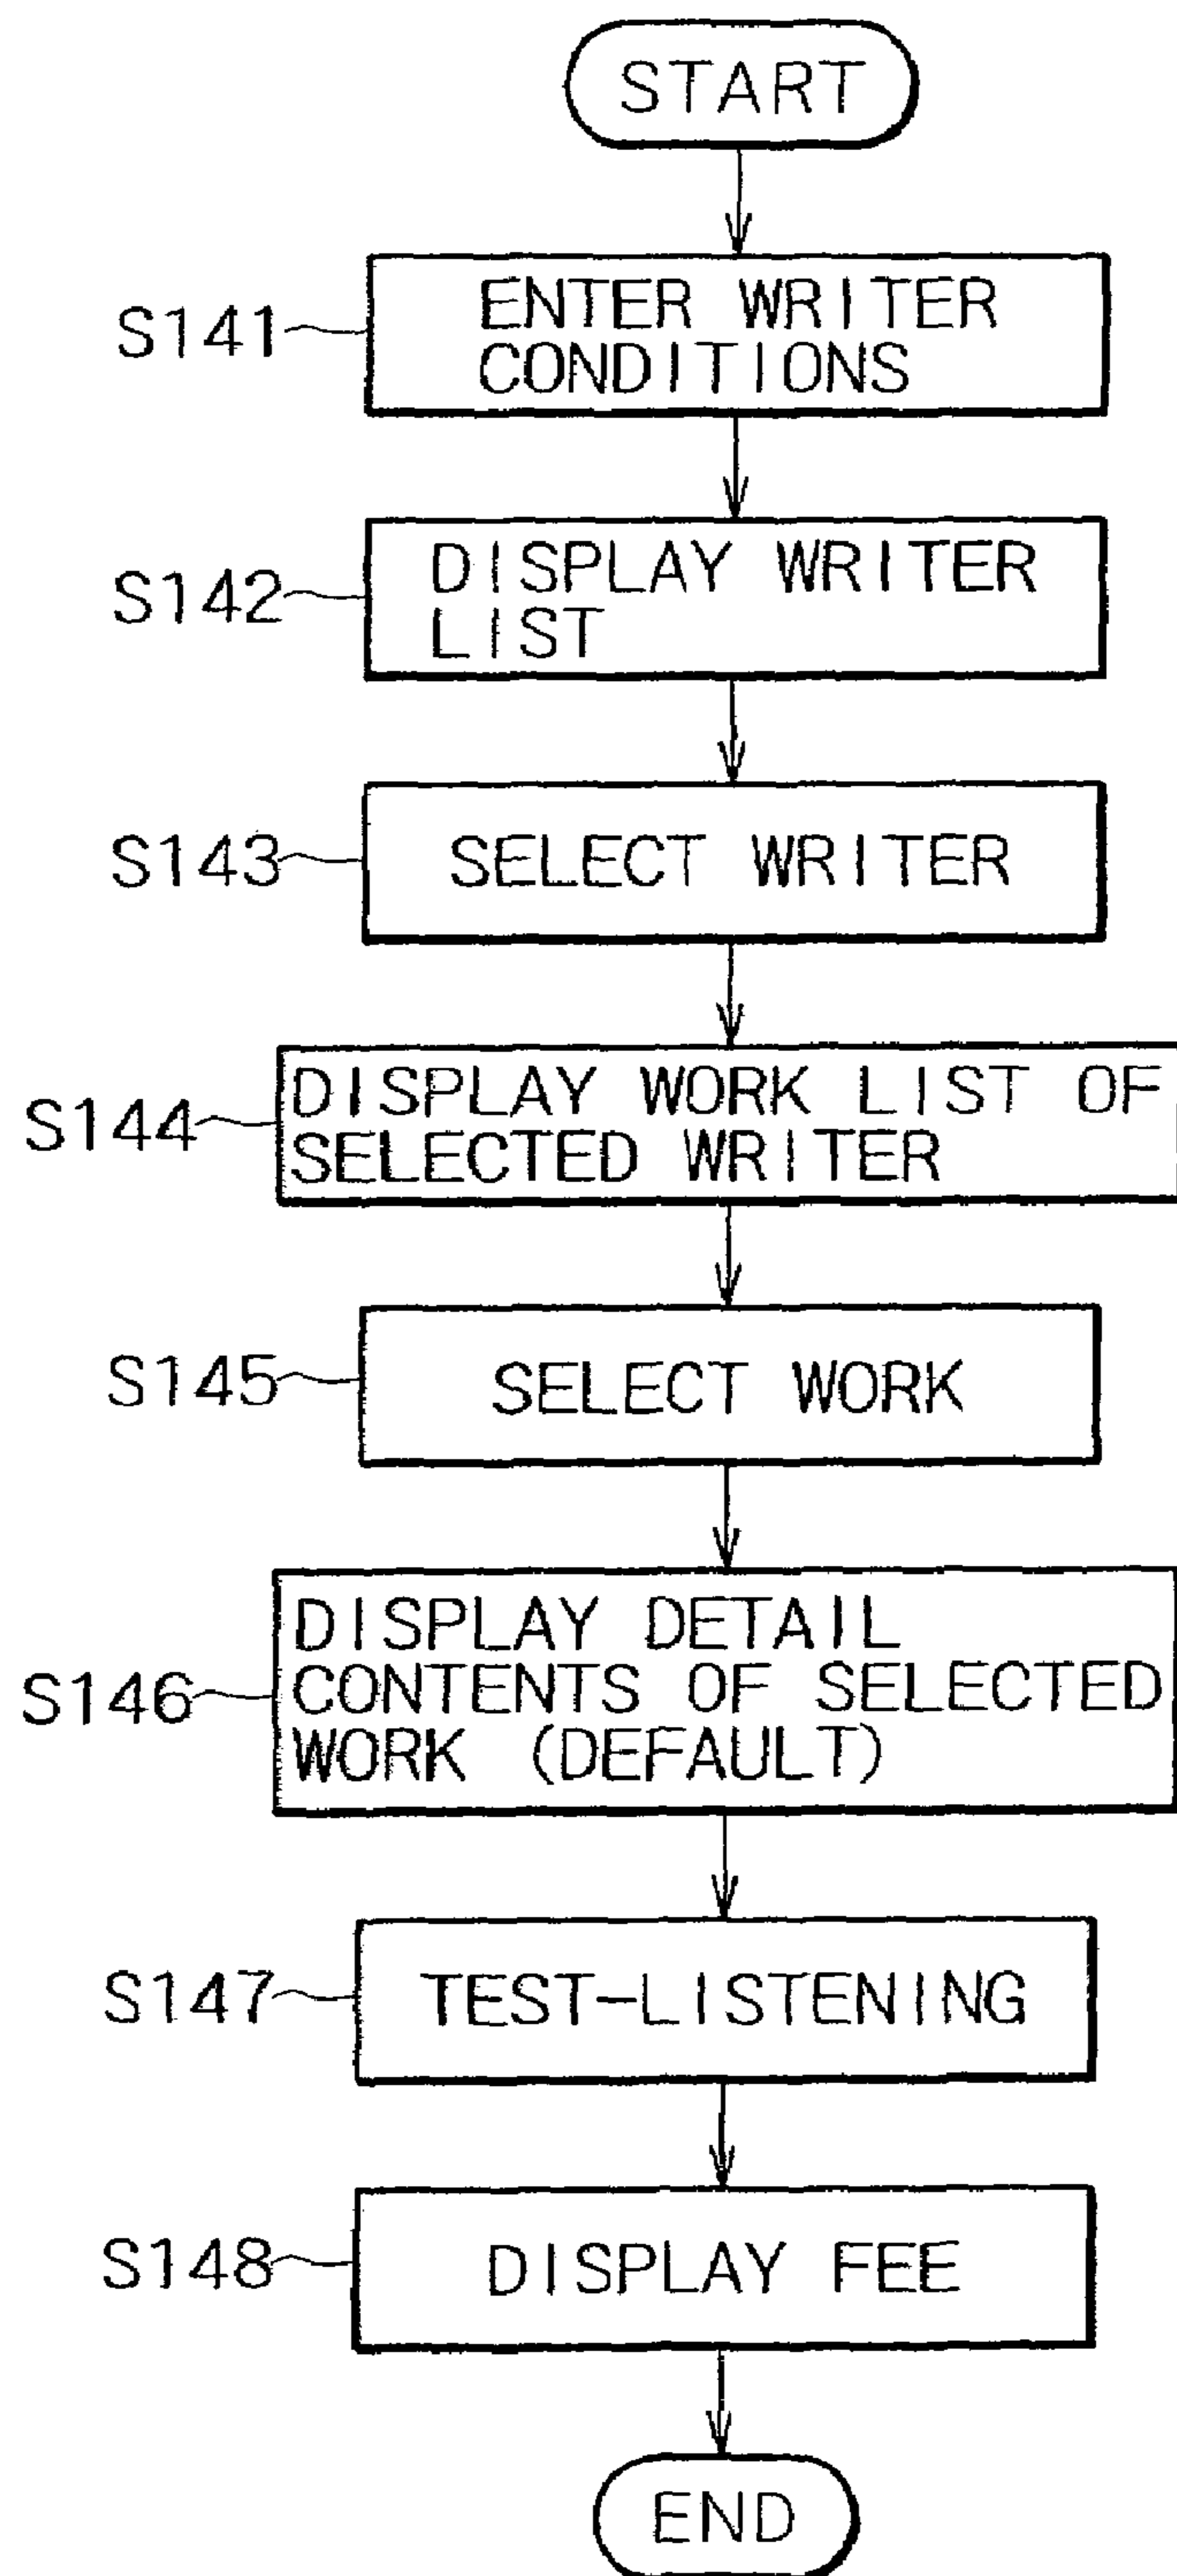 START
S141
ENTER WRITER
CONDITIONS
S142
DISPLAY WRITER
LIST
S143
SELECT WRITER
S144
DISPLAY WORK LIST OF
SELECTED WRITER
S145
SELECT WORK
S146
DISPLAY DETAIL
CONTENTS OF SELECTED
WORK (DEFAULT)
S147
TEST-LISTENING
S148
DISPLAY FEE
END